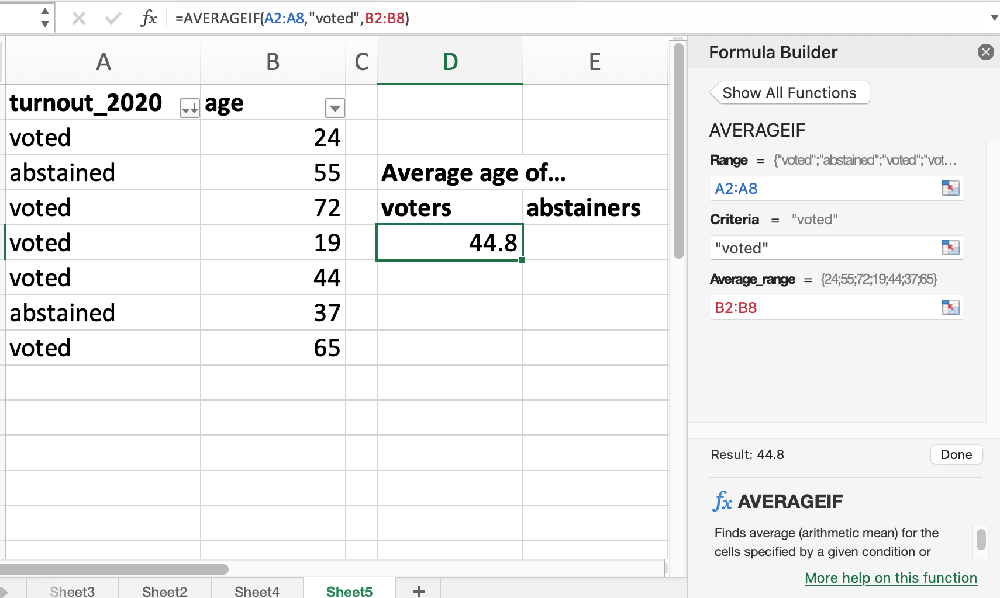 fx =AVERAGEIF(A2:A8,"voted",B2:B8)
A B C D E
turnout_2020 age
voted 24
abstained 55 Average age of...
voted 72 voters abstainers
voted 19 44.8
voted 44
abstained 37
voted 65
Sheet3 Sheet2 Sheet4 Sheet5 +
Formula Builder
Show All Functions
AVERAGEIF
Range = {"voted";"abstained";"voted";"vot...
A2:A8
Criteria = "voted"
"voted"
Average_range = {24;55;72;19;44;37;65}
B2:B8
Result: 44.8 Done
fx AVERAGEIF
Finds average (arithmetic mean) for the
cells specified by a given condition or
More help on this function